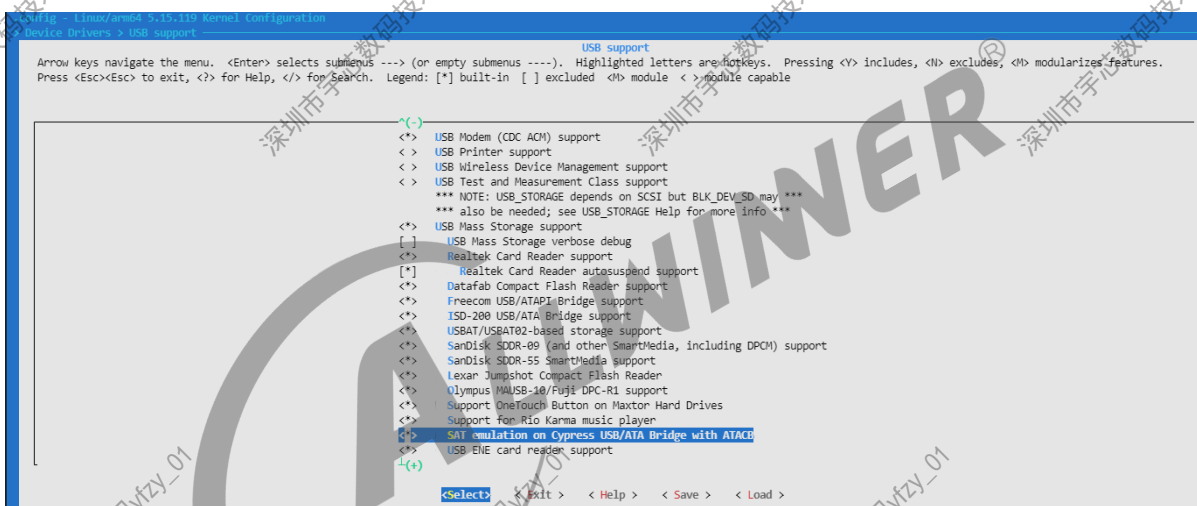 .config - Linux/arm64 5.15.119 Kernel Configuration
> Device Drivers > USB support
USB support
Arrow keys navigate the menu.  <Enter> selects submenus ---> (or empty submenus ----).  Highlighted letters are hotkeys.  Pressing <Y> includes, <N> excludes, <M> modularizes features.
Press <Esc><Esc> to exit, <?> for Help, </> for Search.  Legend: [*] built-in  [ ] excluded  <M> module  < > module capable
^(-)
<*>   USB Modem (CDC ACM) support
< >   USB Printer support
< >   USB Wireless Device Management support
< >   USB Test and Measurement Class support
*** NOTE: USB_STORAGE depends on SCSI but BLK_DEV_SD may ***
*** also be needed; see USB_STORAGE Help for more info ***
<*>   USB Mass Storage support
[ ]     USB Mass Storage verbose debug
<*>     Realtek Card Reader support
[*]       Realtek Card Reader autosuspend support
<*>     Datafab Compact Flash Reader support
<*>     Freecom USB/ATAPI Bridge support
<*>     ISD-200 USB/ATA Bridge support
<*>     USBAT/USBAT02-based storage support
<*>     SanDisk SDDR-09 (and other SmartMedia, including DPCM) support
<*>     SanDisk SDDR-55 SmartMedia support
<*>     Lexar Jumpshot Compact Flash Reader
<*>     Olympus MAUSB-10/Fuji DPC-R1 support
<*>     Support OneTouch Button on Maxtor Hard Drives
<*>     Support for Rio Karma music player
<*>     SAT emulation on Cypress USB/ATA Bridge with ATACB
<*>     USB ENE card reader support
┴(+)
<Select>    < Exit >    < Help >    < Save >    < Load >
ALLWINNER®
深圳市宇芯数码技
深圳市宇芯数码技
深圳市宇芯数码技